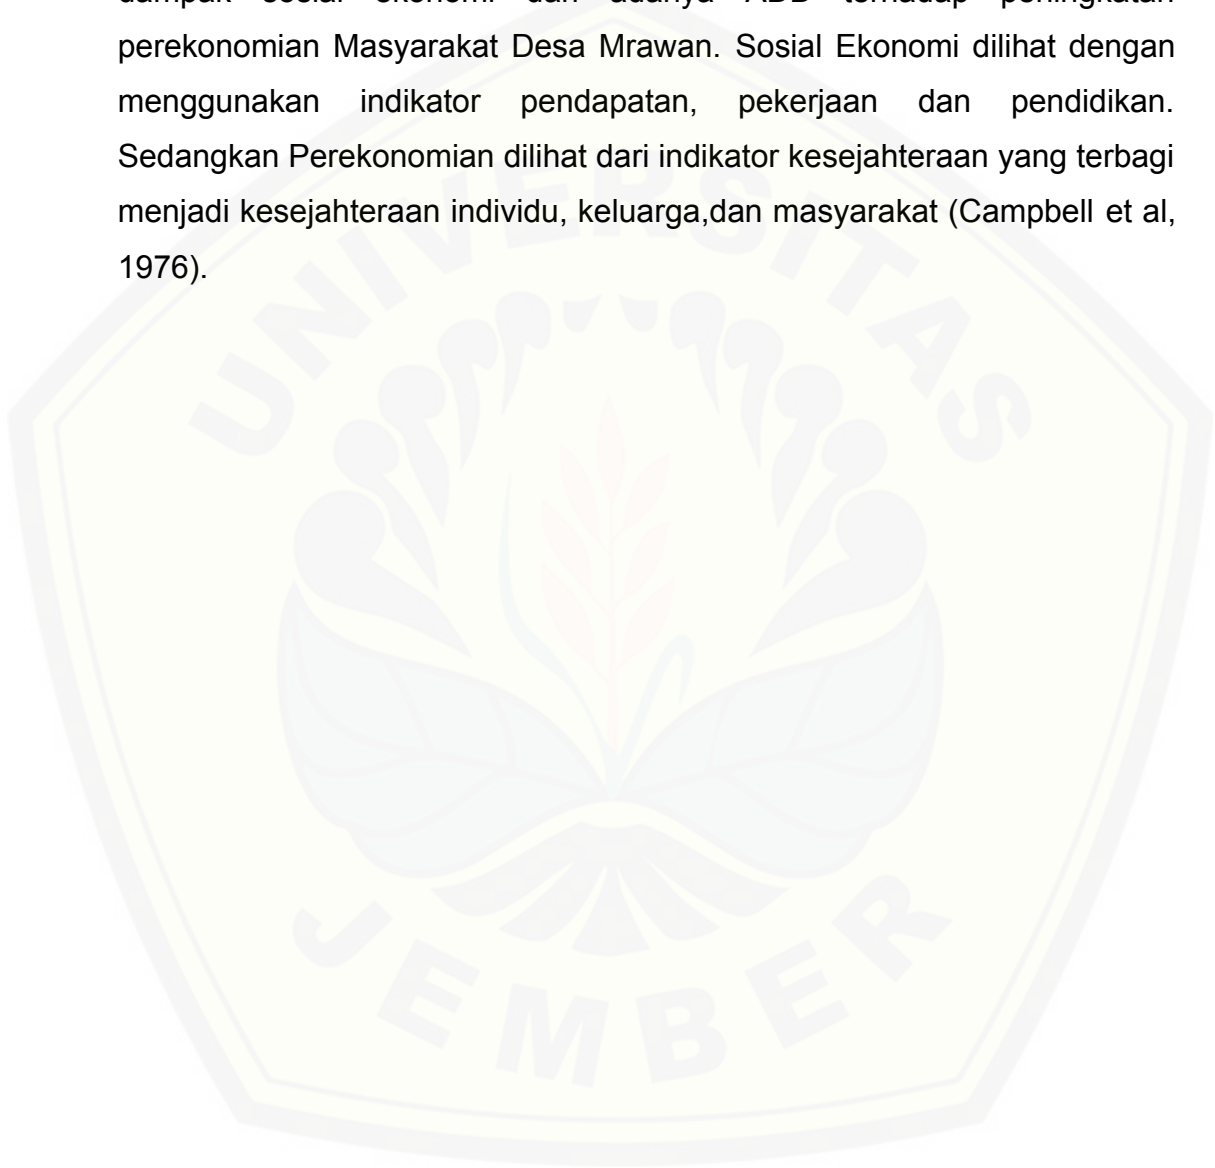 dampak sosial ekonomi dari adanya ADD terhadap peningkatan
perekonomian Masyarakat Desa Mrawan. Sosial Ekonomi dilihat dengan
menggunakan indikator pendapatan, pekerjaan dan pendidikan.
Sedangkan Perekonomian dilihat dari indikator kesejahteraan yang terbagi
menjadi kesejahteraan individu, keluarga,dan masyarakat (Campbell et al,
1976).
UNIVERSITAS
JEMBER